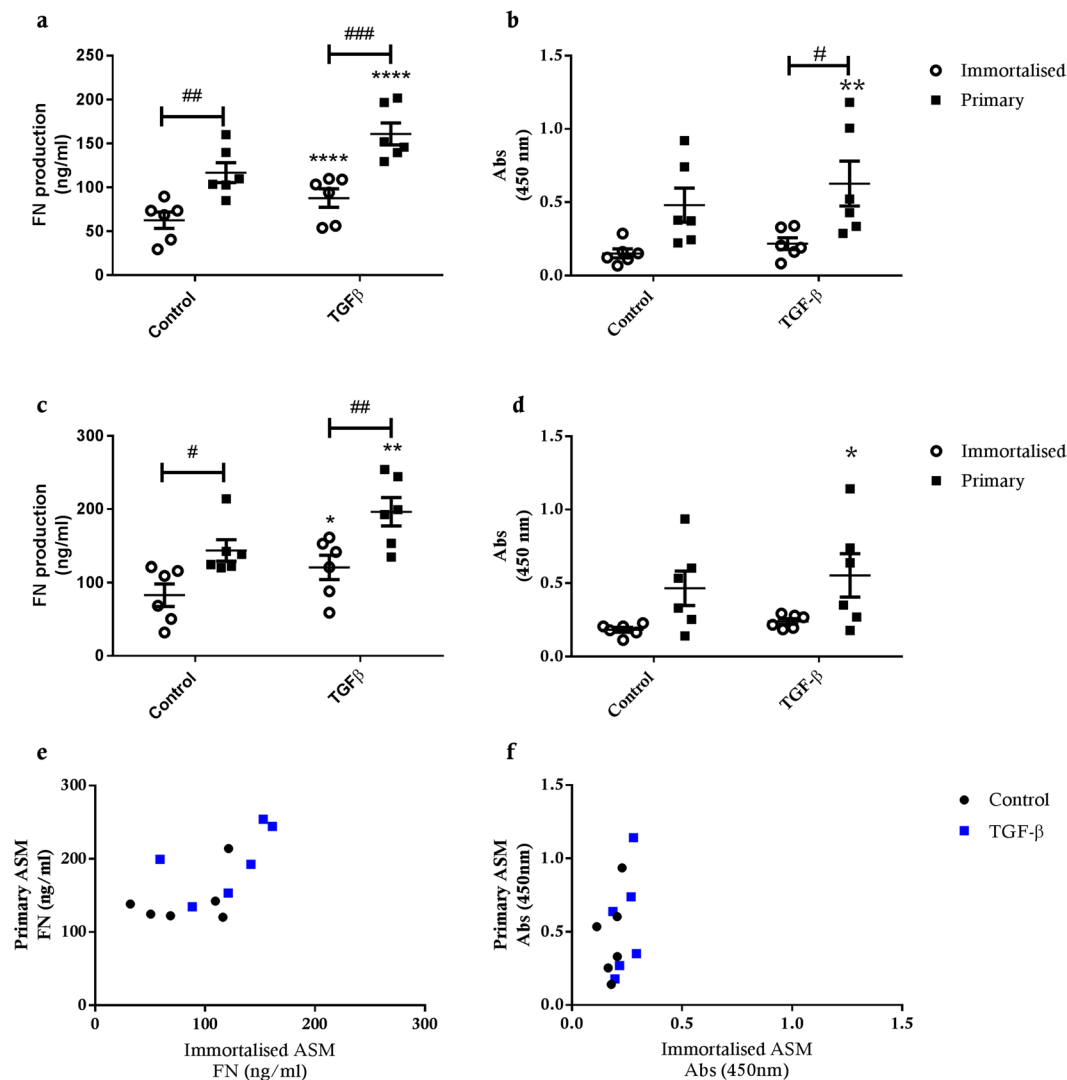 a
FN production
(ng/ml)
250
200
150
100
50
0
##
###
****
****
Control
TGFβ
b
Abs
(450 nm)
1.5
1.0
0.5
0.0
#
**
Control
TGF-β
Immortalised
Primary
c
FN production
(ng/ml)
300
200
100
0
#
##
*
**
Control
TGFβ
d
Abs
(450 nm)
1.5
1.0
0.5
0.0
*
Control
TGF-β
Immortalised
Primary
e
Primary ASM
FN (ng/ml)
300
200
100
0
0 100 200 300
Immortalised ASM
FN (ng/ml)
f
Primary ASM
Abs (450nm)
1.5
1.0
0.5
0.0
0.0 0.5 1.0 1.5
Immortalised ASM
Abs (450nm)
Control
TGF-β